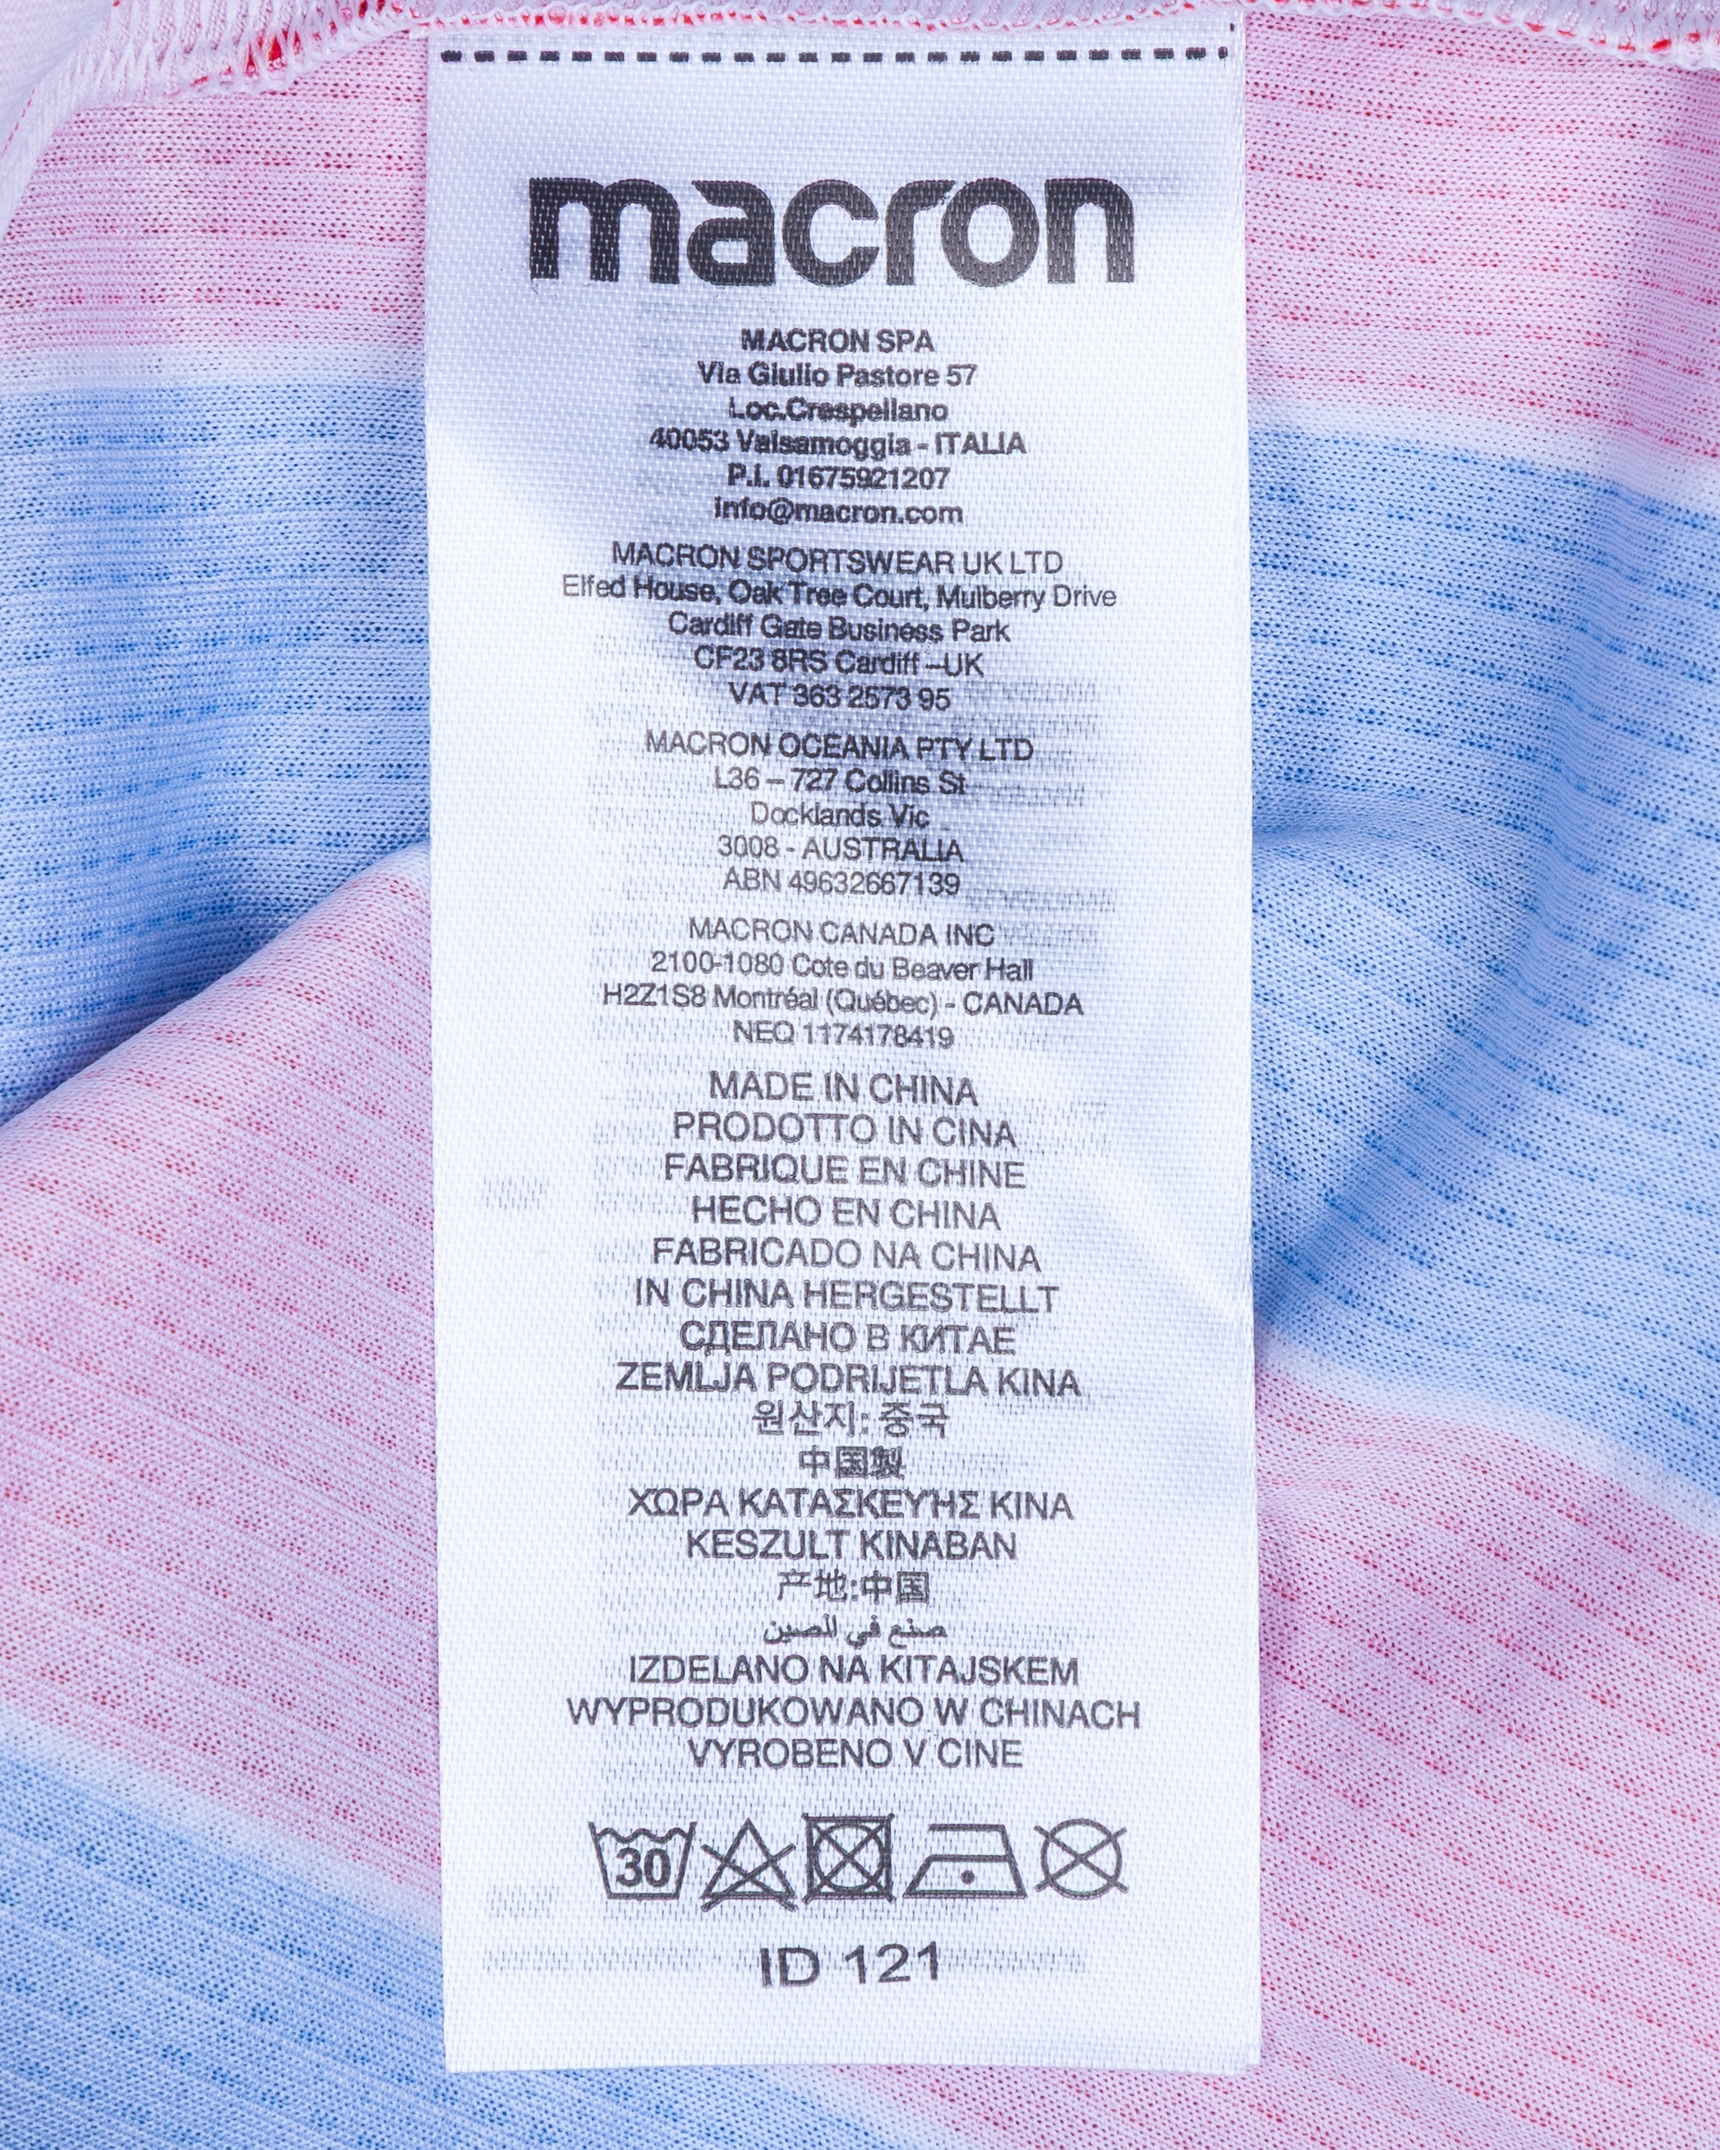 macron
MACRON SPA
Via Giulio Pastore 57
Loc.Crespellano
40053 Valsamoggia - ITALIA
P.I. 01675921207
info@macron.com
MACRON SPORTSWEAR UK LTD
Elfed House, Oak Tree Court, Mulberry Drive
Cardiff Gate Business Park
CF23 8RS Cardiff –UK
VAT 363 2573 95
MACRON OCEANIA PTY LTD
L36 – 727 Collins St
Docklands Vic
3008 - AUSTRALIA
ABN 49632667139
MACRON CANADA INC
2100-1080 Cote du Beaver Hall
H2Z1S8 Montréal (Québec) - CANADA
NEQ 1174178419
MADE IN CHINA
PRODOTTO IN CINA
FABRIQUE EN CHINE
HECHO EN CHINA
FABRICADO NA CHINA
IN CHINA HERGESTELLT
СДЕЛАНО В КИТАЕ
ZEMLJA PODRIJETLA KINA
원산지: 중국
中国製
ΧΩΡΑ ΚΑΤΑΣΚΕΥΉΣ ΚΙΝΑ
KESZULT KINABAN
产地:中国
صنع في الصين
IZDELANO NA KITAJSKEM
WYPRODUKOWANO W CHINACH
VYROBENO V CINE
30
ID 121